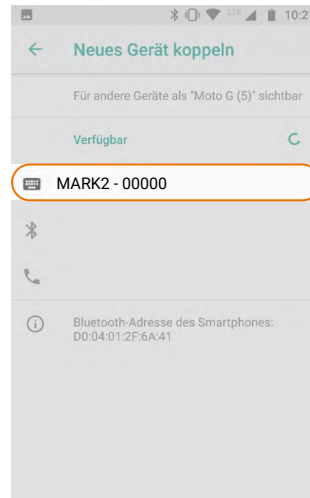 10:2
Neues Gerät koppeln
Für andere Geräte als "Moto G (5)" sichtbar
Verfügbar
MARK2 - 00000
Bluetooth-Adresse des Smartphones:
D0:04:01:2F:6A:41